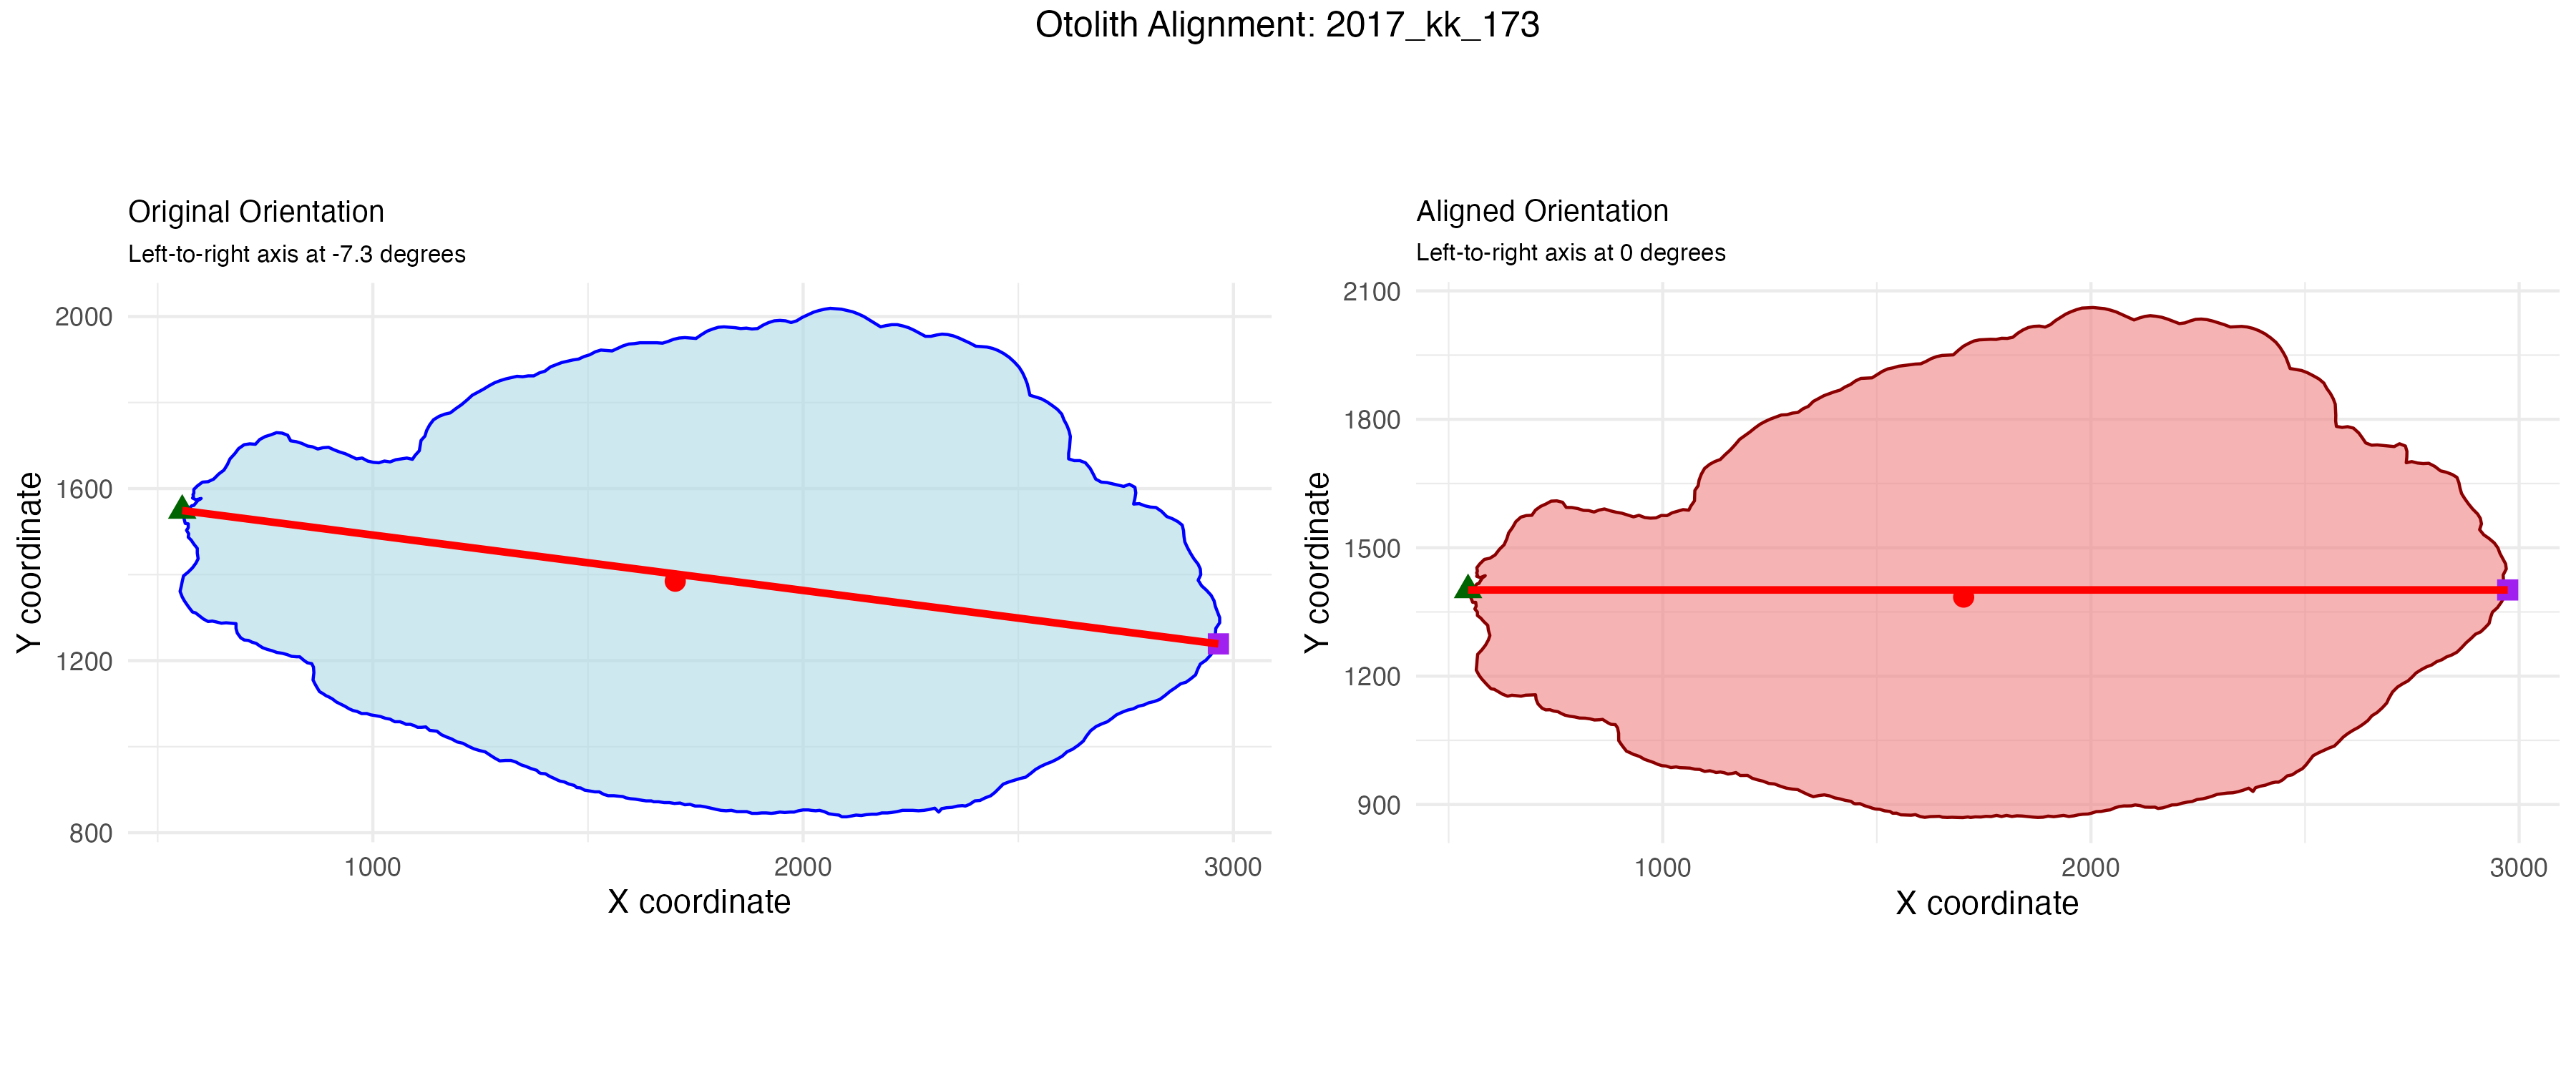 Otolith Alignment: 2017_kk_173
Original Orientation
Left-to-right axis at -7.3 degrees
2000
1600
1200
800
Y coordinate
1000
2000
3000
X coordinate
Aligned Orientation
Left-to-right axis at 0 degrees
2100
1800
1500
1200
900
Y coordinate
1000
2000
3000
X coordinate